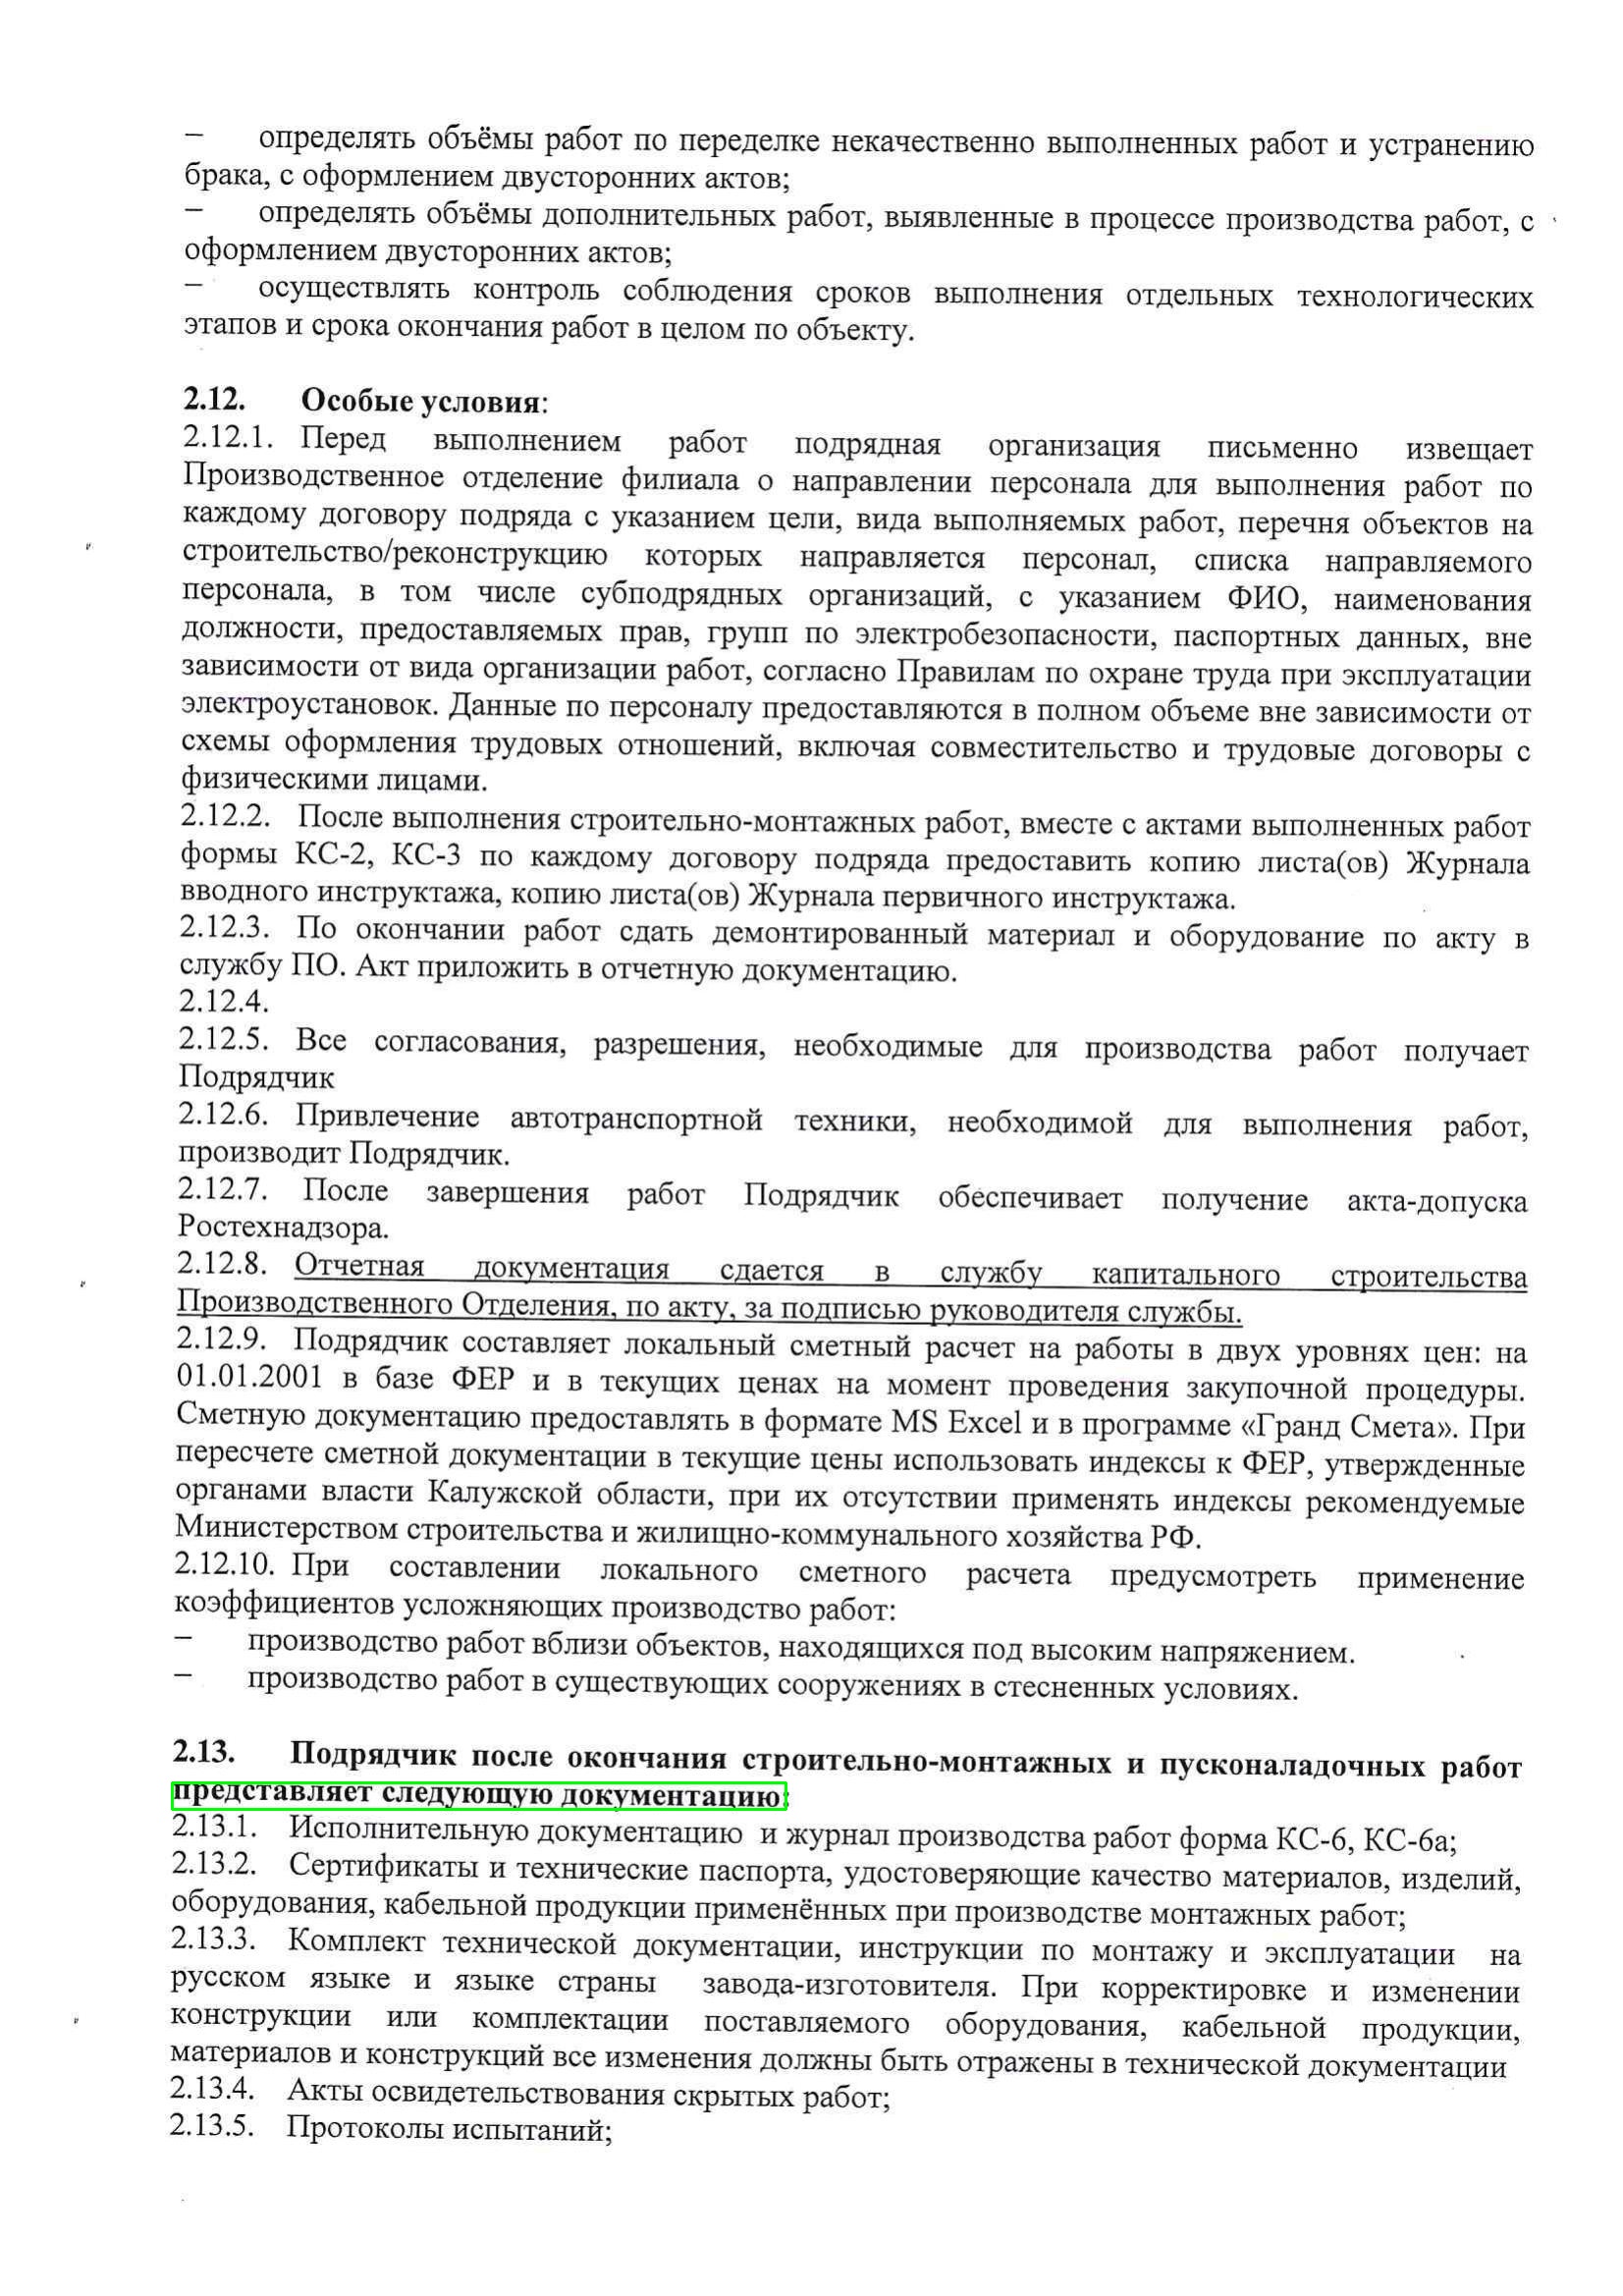 – определять объёмы работ по переделке некачественно выполненных работ и устранению
брака, с оформлением двусторонних актов;
– определять объёмы дополнительных работ, выявленные в процессе производства работ, с
оформлением двусторонних актов;
– осуществлять контроль соблюдения сроков выполнения отдельных технологических
этапов и срока окончания работ в целом по объекту.
2.12. Особые условия:
2.12.1. Перед выполнением работ подрядная организация письменно извещает
Производственное отделение филиала о направлении персонала для выполнения работ по
каждому договору подряда с указанием цели, вида выполняемых работ, перечня объектов на
строительство/реконструкцию которых направляется персонал, списка направляемого
персонала, в том числе субподрядных организаций, с указанием ФИО, наименования
должности, предоставляемых прав, групп по электробезопасности, паспортных данных, вне
зависимости от вида организации работ, согласно Правилам по охране труда при эксплуатации
электроустановок. Данные по персоналу предоставляются в полном объеме вне зависимости от
схемы оформления трудовых отношений, включая совместительство и трудовые договоры с
физическими лицами.
2.12.2. После выполнения строительно-монтажных работ, вместе с актами выполненных работ
формы КС-2, КС-3 по каждому договору подряда предоставить копию листа(ов) Журнала
вводного инструктажа, копию листа(ов) Журнала первичного инструктажа.
2.12.3. По окончании работ сдать демонтированный материал и оборудование по акту в
службу ПО. Акт приложить в отчетную документацию.
2.12.4.
2.12.5. Все согласования, разрешения, необходимые для производства работ получает
Подрядчик
2.12.6. Привлечение автотранспортной техники, необходимой для выполнения работ,
производит Подрядчик.
2.12.7. После завершения работ Подрядчик обеспечивает получение акта-допуска
Ростехнадзора.
2.12.8. Отчетная документация сдается в службу капитального строительства
Производственного Отделения, по акту, за подписью руководителя службы.
2.12.9. Подрядчик составляет локальный сметный расчет на работы в двух уровнях цен: на
01.01.2001 в базе ФЕР и в текущих ценах на момент проведения закупочной процедуры.
Сметную документацию предоставлять в формате MS Excel и в программе «Гранд Смета». При
пересчете сметной документации в текущие цены использовать индексы к ФЕР, утвержденные
органами власти Калужской области, при их отсутствии применять индексы рекомендуемые
Министерством строительства и жилищно-коммунального хозяйства РФ.
2.12.10. При составлении локального сметного расчета предусмотреть применение
коэффициентов усложняющих производство работ:
– производство работ вблизи объектов, находящихся под высоким напряжением.
– производство работ в существующих сооружениях в стесненных условиях.
2.13. Подрядчик после окончания строительно-монтажных и пусконаладочных работ
представляет следующую документацию:
2.13.1. Исполнительную документацию и журнал производства работ форма КС-6, КС-6а;
2.13.2. Сертификаты и технические паспорта, удостоверяющие качество материалов, изделий,
оборудования, кабельной продукции применённых при производстве монтажных работ;
2.13.3. Комплект технической документации, инструкции по монтажу и эксплуатации на
русском языке и языке страны завода-изготовителя. При корректировке и изменении
конструкции или комплектации поставляемого оборудования, кабельной продукции,
материалов и конструкций все изменения должны быть отражены в технической документации
2.13.4. Акты освидетельствования скрытых работ;
2.13.5. Протоколы испытаний;